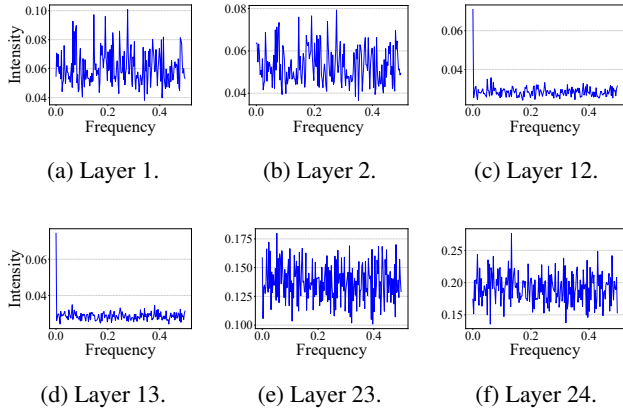 Intensity
0.10
0.08
0.06
0.04
0.0 0.2 0.4
Frequency
(a) Layer 1.
0.08
0.06
0.04
0.0 0.2 0.4
Frequency
(b) Layer 2.
0.06
0.04
0.0 0.2 0.4
Frequency
(c) Layer 12.
Intensity
0.06
0.04
0.0 0.2 0.4
Frequency
(d) Layer 13.
0.175
0.150
0.125
0.100
0.0 0.2 0.4
Frequency
(e) Layer 23.
0.25
0.20
0.15
0.0 0.2 0.4
Frequency
(f) Layer 24.